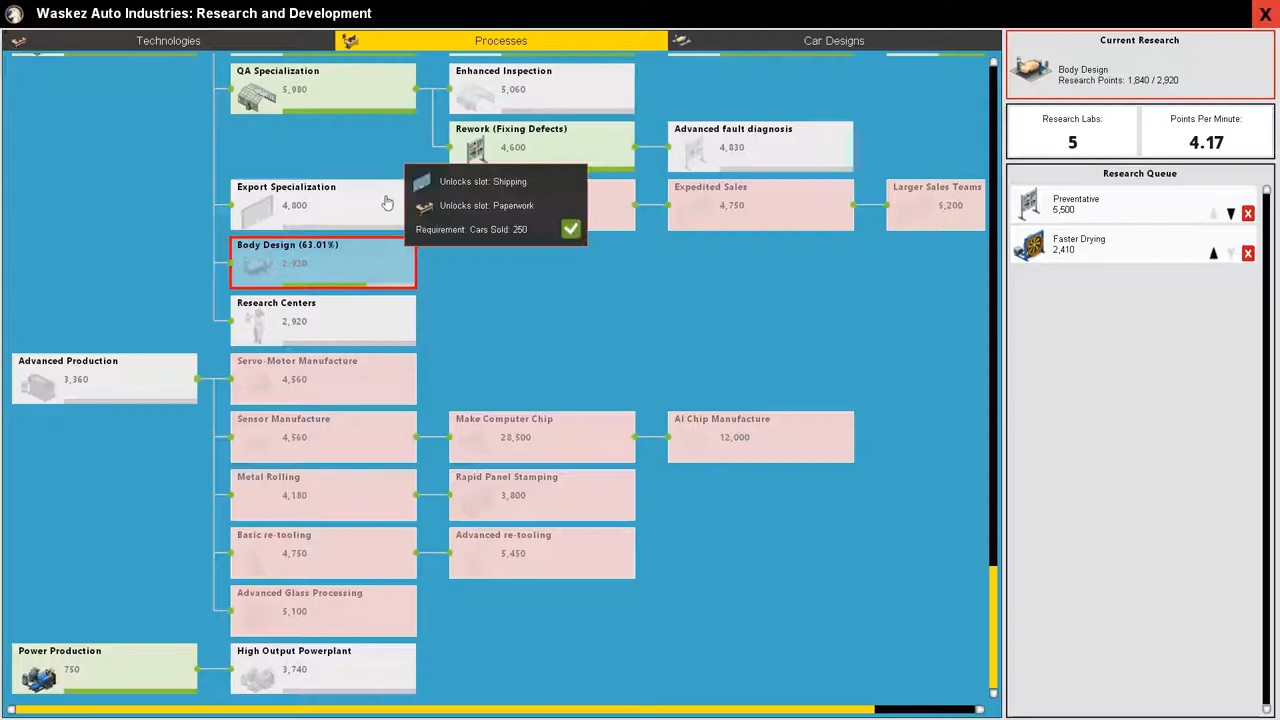 Waskez Auto Industries: Research and Development
X
Technologies
Processes
Car Designs
QA Specialization
5,980
Enhanced Inspection
5,060
Rework (Fixing Defects)
4,600
Advanced fault diagnosis
4,830
Export Specialization
4,800
Unlocks slot: Shipping
Unlocks slot: Paperwork
Requirement: Cars Sold: 250
Expedited Sales
4,750
Larger Sales Teams
5,200
Body Design (63.01%)
2,920
Research Centers
2,920
Advanced Production
3,360
Servo-Motor Manufacture
4,560
Sensor Manufacture
4,560
Make Computer Chip
28,500
AI Chip Manufacture
12,000
Metal Rolling
4,180
Rapid Panel Stamping
3,800
Basic re-tooling
4,750
Advanced re-tooling
5,450
Advanced Glass Processing
5,100
Power Production
750
High Output Powerplant
3,740
Current Research
Body Design
Research Points: 1,840 / 2,920
Research Labs:
5
Points Per Minute:
4.17
Research Queue
Preventative
5,500
Faster Drying
2,410